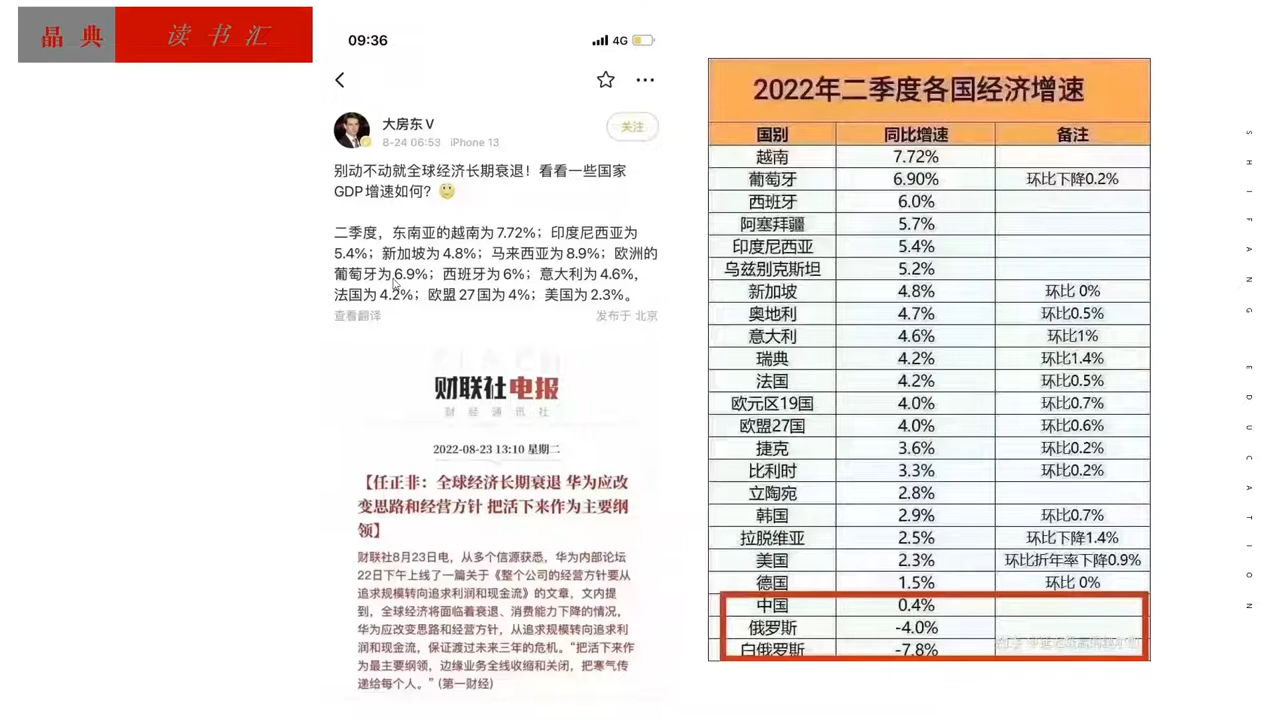 晶 典 读 书 汇
09:36
4G
大房东 V
关注
8-24 06:53 iPhone 13
别动不动就全球经济长期衰退！看看一些国家
GDP增速如何？
二季度，东南亚的越南为7.72%；印度尼西亚为
5.4%；新加坡为4.8%；马来西亚为8.9%；欧洲的
葡萄牙为6.9%；西班牙为6%；意大利为4.6%，
法国为4.2%；欧盟27国为4%；美国为2.3%。
查看翻译 发布于 北京
财联社电报
财经通讯社
2022-08-23 13:10 星期二
【任正非：全球经济长期衰退 华为应改
变思路和经营方针 把活下来作为主要纲
领】
财联社8月23日电，从多个信源获悉，华为内部论坛
22日下午上线了一篇关于《整个公司的经营方针要从
追求规模转向追求利润和现金流》的文章，文内提
到，全球经济将面临着衰退、消费能力下降的情况，
华为应改变思路和经营方针，从追求规模转向追求利
润和现金流，保证渡过未来三年的危机。“把活下来作
为最主要纲领，边缘业务全线收缩和关闭，把寒气传
递给每个人。” (第一财经)
2022年二季度各国经济增速
国别 同比增速 备注
越南 7.72%
葡萄牙 6.90% 环比下降0.2%
西班牙 6.0%
阿塞拜疆 5.7%
印度尼西亚 5.4%
乌兹别克斯坦 5.2%
新加坡 4.8% 环比 0%
奥地利 4.7% 环比0.5%
意大利 4.6% 环比1%
瑞典 4.2% 环比1.4%
法国 4.2% 环比0.5%
欧元区19国 4.0% 环比0.7%
欧盟27国 4.0% 环比0.6%
捷克 3.6% 环比0.2%
比利时 3.3% 环比0.2%
立陶宛 2.8%
韩国 2.9% 环比0.7%
拉脱维亚 2.5% 环比下降1.4%
美国 2.3% 环比折年率下降0.9%
德国 1.5% 环比 0%
中国 0.4%
俄罗斯 -4.0%
白俄罗斯 -7.8%
SHIFANG EDUCATION